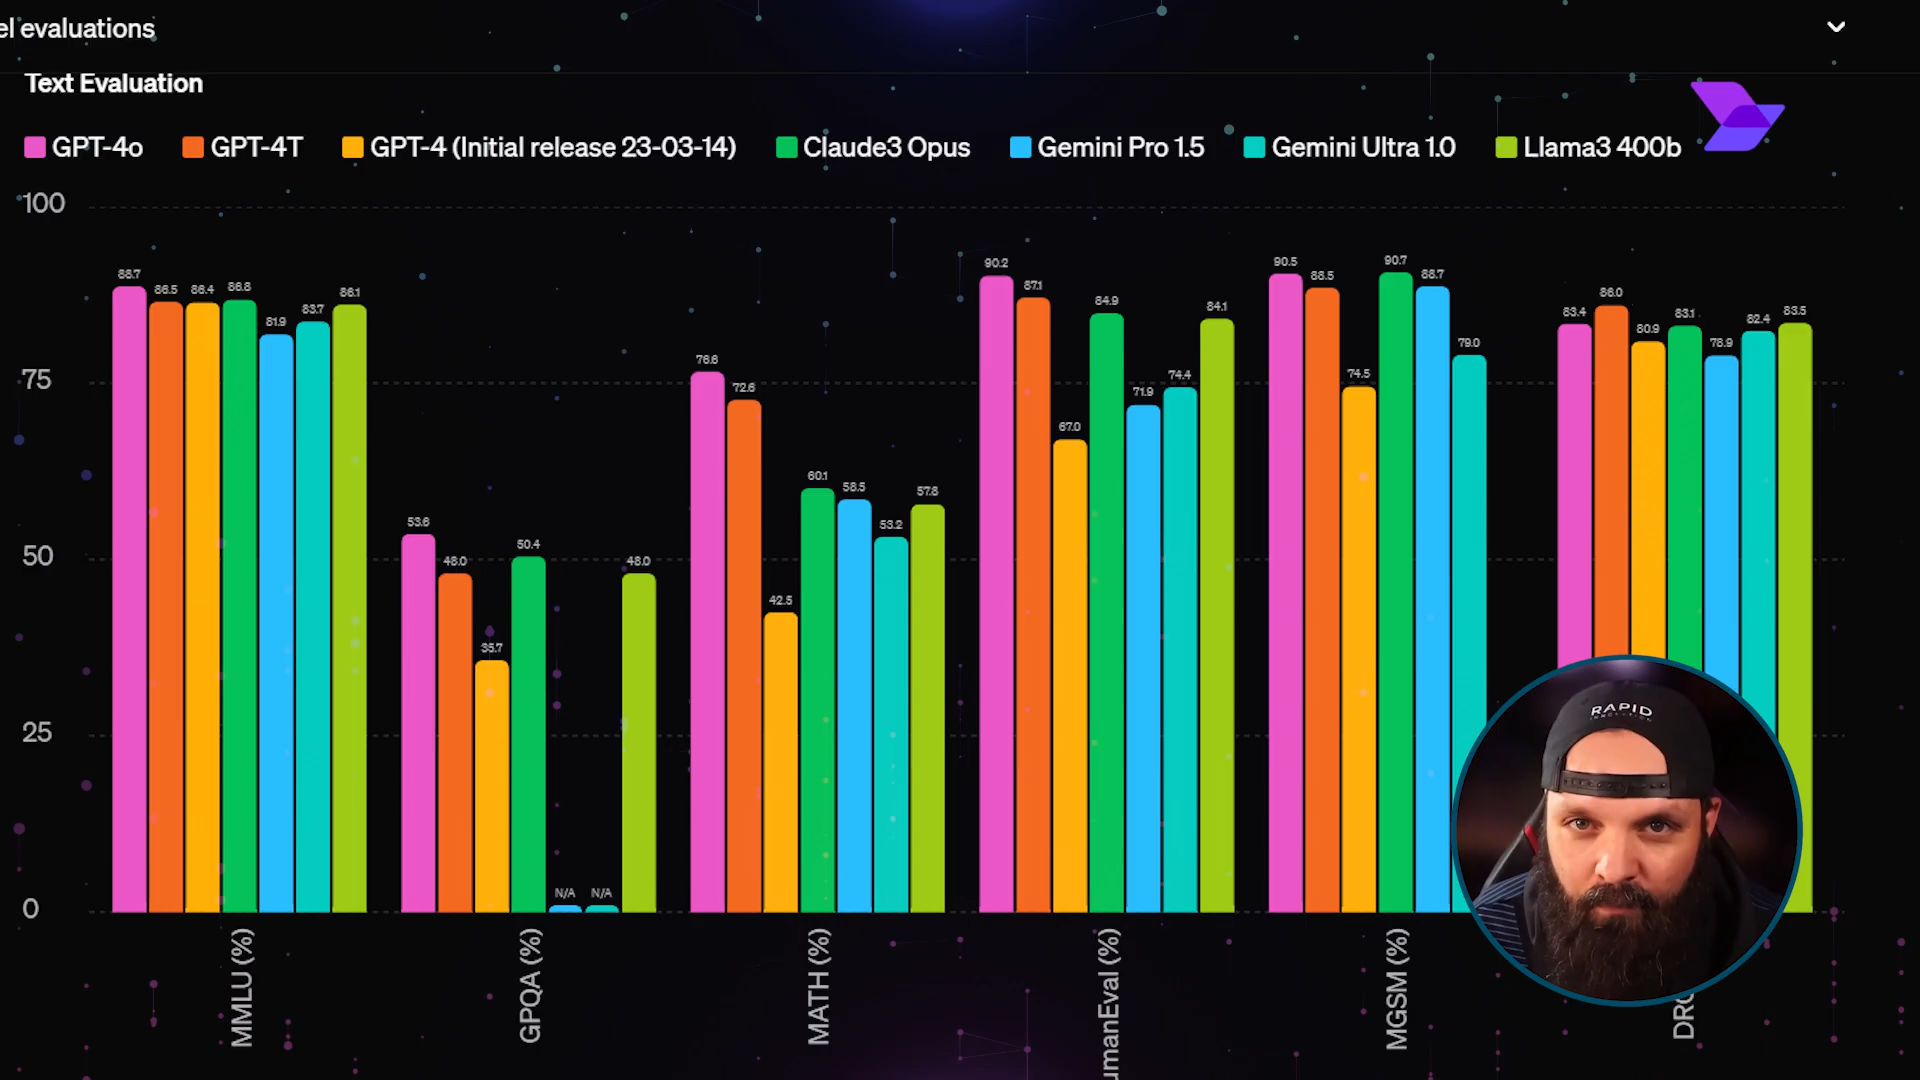 el evaluations
Text Evaluation
GPT-4o GPT-4T GPT-4 (Initial release 23-03-14) Claude3 Opus Gemini Pro 1.5 Gemini Ultra 1.0 Llama3 400b
100
75
50
25
0
88.7 86.5 86.4 86.8 81.9 83.7 86.1
53.6 48.0 35.7 50.4 N/A N/A 48.0
76.6 72.6 42.5 60.1 58.5 53.2 57.8
90.2 87.1 67.0 84.9 71.9 74.4 84.1
90.5 88.5 74.5 90.7 88.7 79.0
83.4 86.0 80.9 83.1 78.9 82.4 83.5
MMLU (%)
GPQA (%)
MATH (%)
umanEval (%)
MGSM (%)
DRO
RAPID